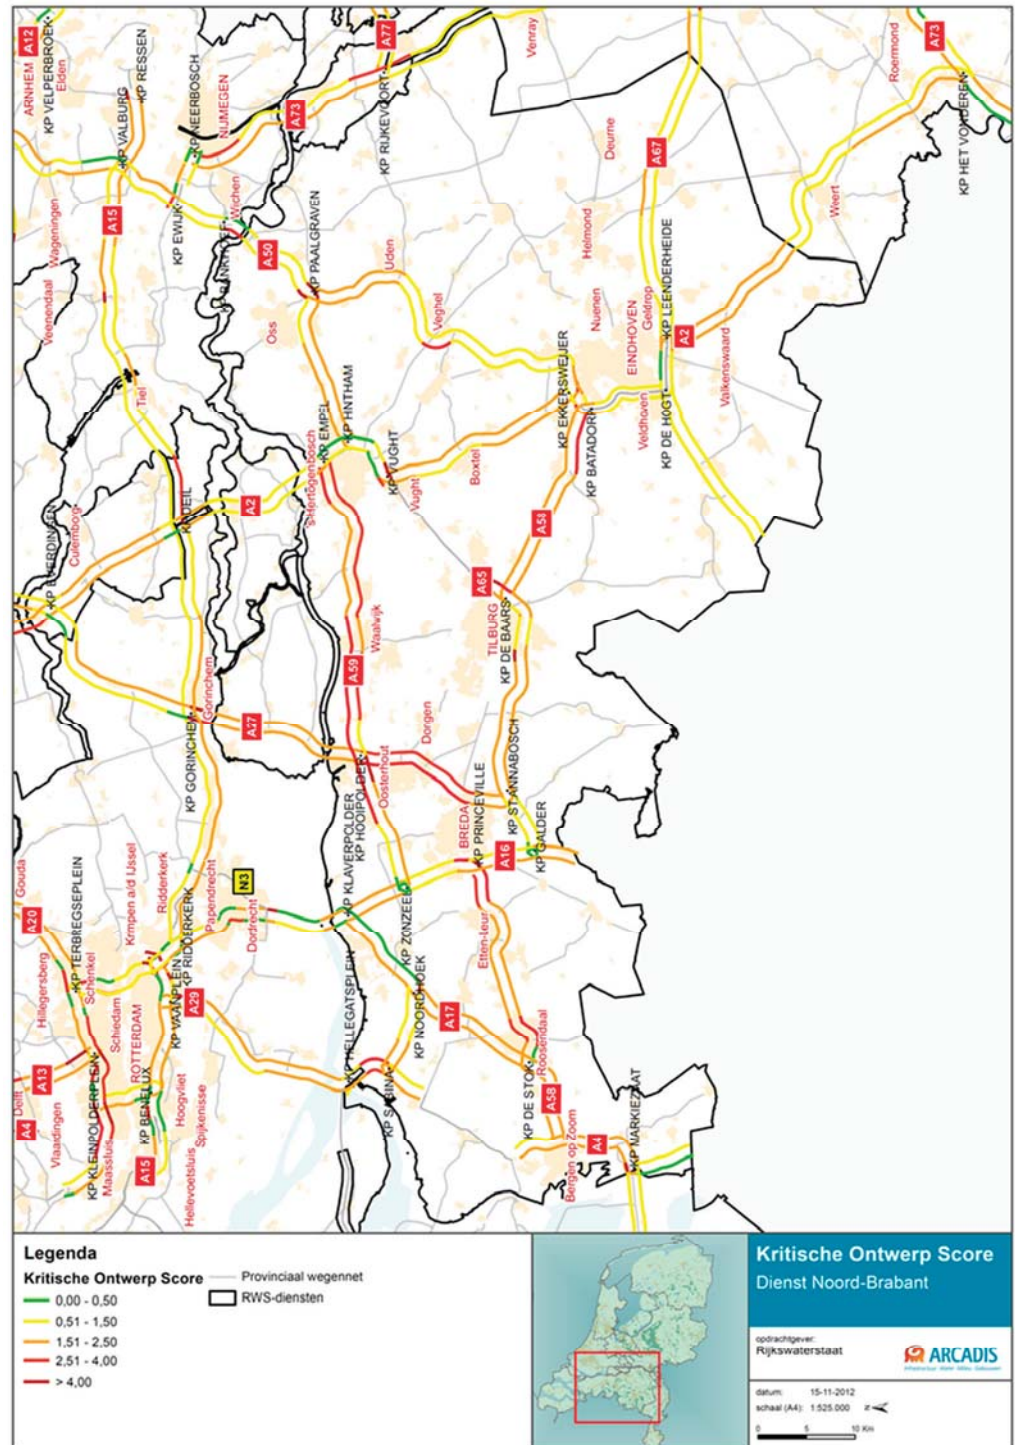 A12
ARNHEM
Elden
KP VELPERBROEK
KP RESSEN
KP VALBURG
KP NEERBOSCH
NIJMEGEN
A77
A73
KP RIJKEVOORT
Venray
Roermond
A73
KP HET VONDEREN
Deurne
A67
Weert
Wageningen
Veenendaal
A15
KP EWIJK
Wichen
A50
KP PAALGRAVEN
Uden
Helmond
Oss
Veghel
Nuenen
EINDHOVEN
Geldrop
KP LEENDERHEIDE
A2
Valkenswaard
Tiel
KP EMPEL
KP HINTHAM
KP EKKERSWEIJER
Veldhoven
KP DE HOGT
KP BATADORP
's-Hertogenbosch
KP VUGHT
Vught
Boxtel
KP EVERDINGEN
Culemborg
KP DEIL
A2
A58
A65
TILBURG
KP DE BAARS
Waalwijk
A59
Gorinchem
KP GORINCHEM
A27
Dorgen
Oosterhout
KP HOOIPOLDER
KP KLAVERPOLDER
BREDA
KP PRINCEVILLE
KP ST.ANNABOSCH
KP GALDER
A16
Gouda
A20
KP TERBREGSEPLEIN
Krmpen a/d IJssel
Ridderkerk
Papendrecht
N3
Dordrecht
KP RIDDERKERK
KP ZONZEEL
Etten-Leur
Hillegersberg
Schenkel
Schiedam
ROTTERDAM
KP VAANPLEIN
A29
KP HELLEGATSPLEIN
KP NOORDHOEK
A17
Roosendaal
Delft
A13
A4
Vlaardingen
KP KLEINPOLDERPLEIN
Maassluis
KP BENELUX
A15
Hoogvliet
Spijkenisse
Hellevoetsluis
KP SABINA
KP DE STOK
A58
Bergen op Zoom
A4
KP MARKIEZAAT
Legenda
Kritische Ontwerp Score
0,00 - 0,50
0,51 - 1,50
1,51 - 2,50
2,51 - 4,00
> 4,00
Provinciaal wegennet
RWS-diensten
Kritische Ontwerp Score
Dienst Noord-Brabant
opdrachtgever:
Rijkswaterstaat
ARCADIS
datum: 15-11-2012
schaal (A4): 1:525.000
0 5 10 Km